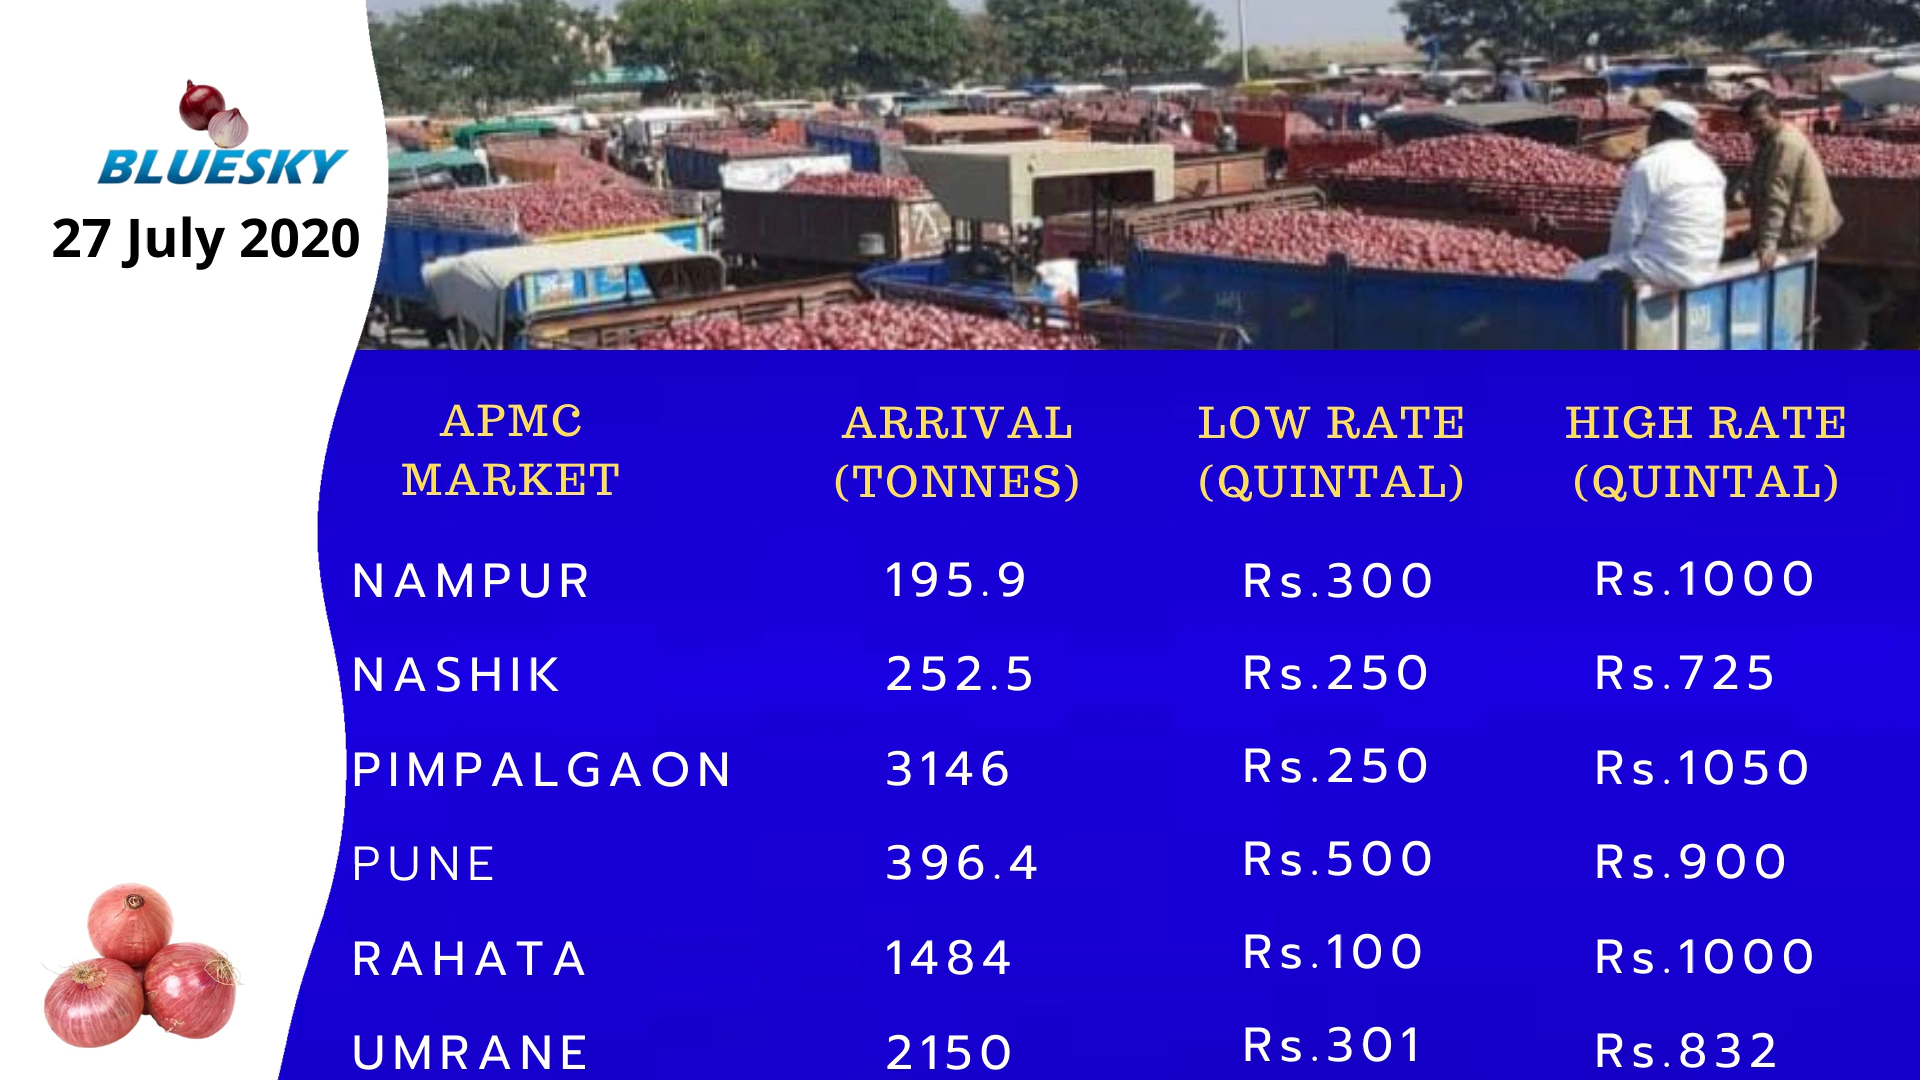 BLUESKY
27 July 2020
APMC MARKET ARRIVAL (TONNES) LOW RATE (QUINTAL) HIGH RATE (QUINTAL)
NAMPUR 195.9 Rs.300 Rs.1000
NASHIK 252.5 Rs.250 Rs.725
PIMPALGAON 3146 Rs.250 Rs.1050
PUNE 396.4 Rs.500 Rs.900
RAHATA 1484 Rs.100 Rs.1000
UMRANE 2150 Rs.301 Rs.832